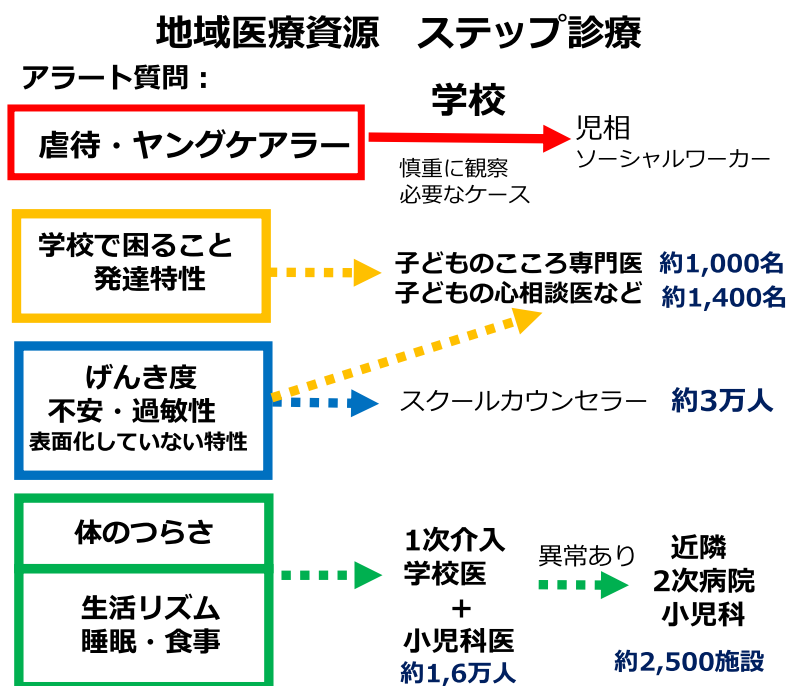 地域医療資源　ステップ診療
アラート質問：
学校
虐待・ヤングケアラー
児相
ソーシャルワーカー
慎重に観察
必要なケース
学校で困ること
発達特性
子どものこころ専門医　約1,000名
子どもの心相談医など　約1,400名
げんき度
不安・過敏性
表面化していない特性
スクールカウンセラー　約3万人
体のつらさ
生活リズム
睡眠・食事
1次介入
学校医
+
小児科医
約1,6万人
異常あり
近隣
2次病院
小児科
約2,500施設